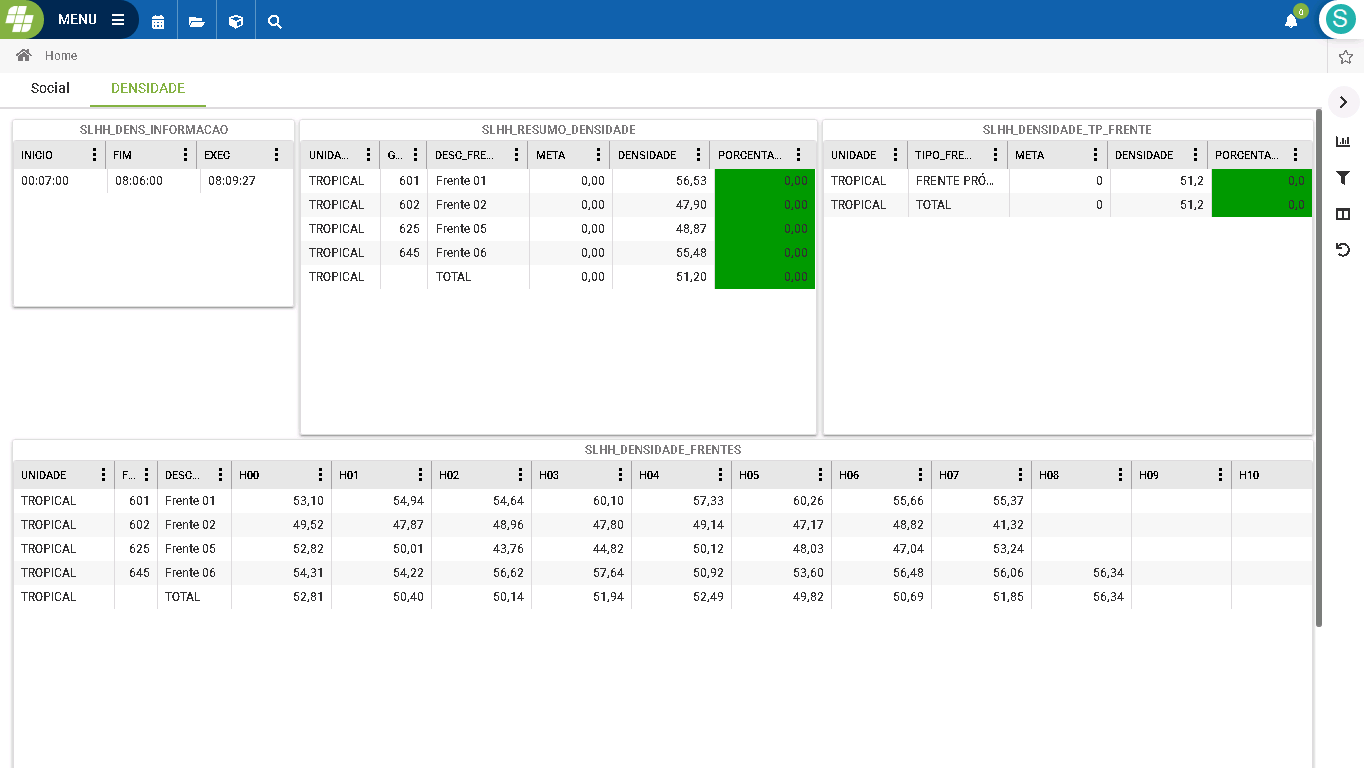 MENU
0
S
Home
Social DENSIDADE
SLHH_DENS_INFORMACAO
INICIO FIM EXEC
00:07:00 08:06:00 08:09:27
SLHH_RESUMO_DENSIDADE
UNIDA... G... DESC_FRE... META DENSIDADE PORCENTA...
TROPICAL 601 Frente 01 0,00 56,53 0,00
TROPICAL 602 Frente 02 0,00 47,90 0,00
TROPICAL 625 Frente 05 0,00 48,87 0,00
TROPICAL 645 Frente 06 0,00 55,48 0,00
TROPICAL TOTAL 0,00 51,20 0,00
SLHH_DENSIDADE_TP_FRENTE
UNIDADE TIPO_FRE... META DENSIDADE PORCENTA...
TROPICAL FRENTE PRÓ... 0 51,2 0,0
TROPICAL TOTAL 0 51,2 0,0
SLHH_DENSIDADE_FRENTES
UNIDADE F... DESC... H00 H01 H02 H03 H04 H05 H06 H07 H08 H09 H10
TROPICAL 601 Frente 01 53,10 54,94 54,64 60,10 57,33 60,26 55,66 55,37
TROPICAL 602 Frente 02 49,52 47,87 48,96 47,80 49,14 47,17 48,82 41,32
TROPICAL 625 Frente 05 52,82 50,01 43,76 44,82 50,12 48,03 47,04 53,24
TROPICAL 645 Frente 06 54,31 54,22 56,62 57,64 50,92 53,60 56,48 56,06 56,34
TROPICAL TOTAL 52,81 50,40 50,14 51,94 52,49 49,82 50,69 51,85 56,34